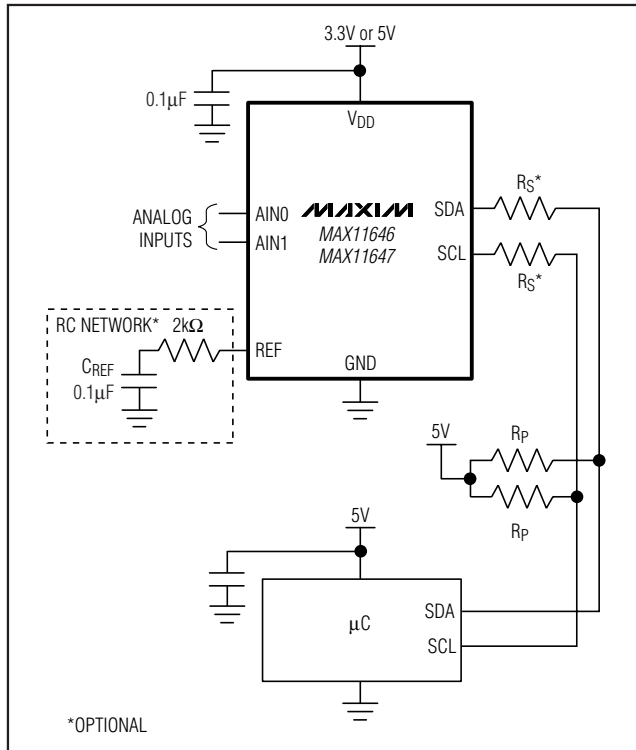 3.3V or 5V
0.1µF
VDD
RS*
ANALOG
INPUTS
AIN0
AIN1
MAXIM
MAX11646
MAX11647
SDA
SCL
RS*
RC NETWORK*
2kΩ
REF
CREF
0.1µF
GND
5V
RP
RP
5V
µC
SDA
SCL
*OPTIONAL